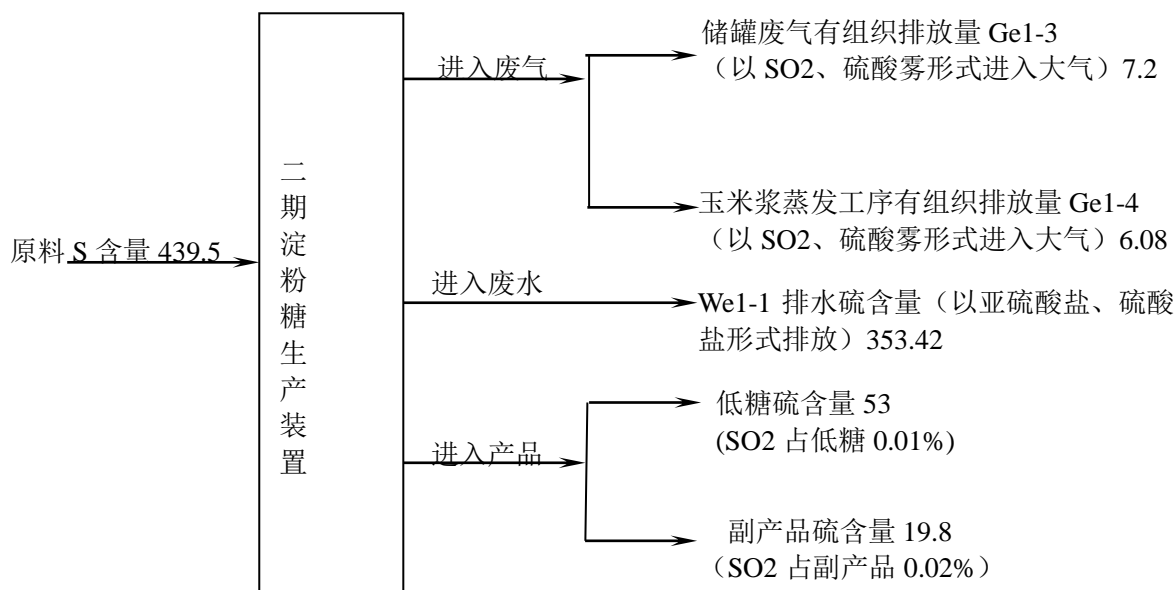 储罐废气有组织排放量 Ge1-3
（以 SO2、硫酸雾形式进入大气）7.2
进入废气
二期淀粉糖生产装置
玉米浆蒸发工序有组织排放量 Ge1-4
（以 SO2、硫酸雾形式进入大气）6.08
原料 S 含量 439.5
进入废水
We1-1 排水硫含量（以亚硫酸盐、硫酸
盐形式排放）353.42
低糖硫含量 53
(SO2 占低糖 0.01%)
进入产品
副产品硫含量 19.8
（SO2 占副产品 0.02%）